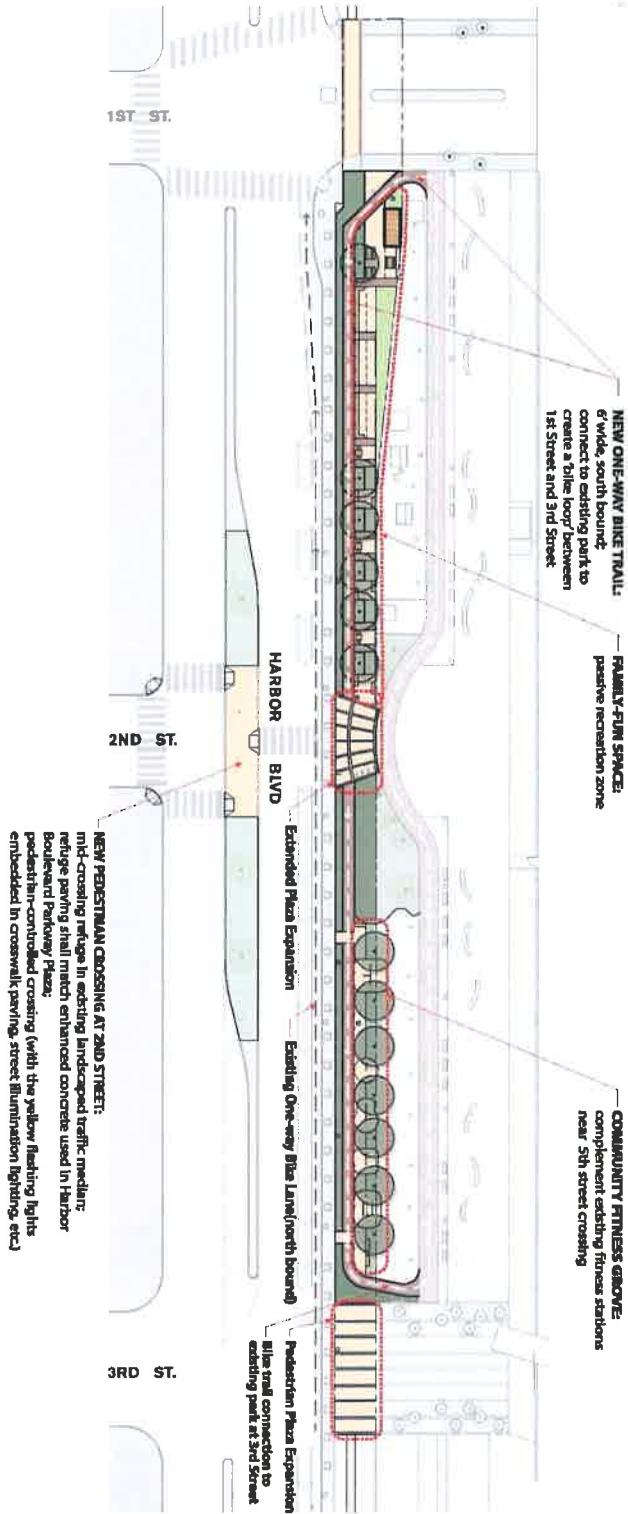 NEW ONE-WAY BIKE TRAIL:
6' wide, south bound;
connect to existing park to
create a 'bike loop' between
1st Street and 3rd Street
FAMILY-FUN SPACE:
passive recreation zone
COMMUNITY FITNESS GROVE:
complement existing fitness stations
near 5th street crossing
1ST ST.
HARBOR BLVD
2ND ST.
3RD ST.
Extended Plaza Expansion
Existing One-way Bike Lane(north bound)
Pedestrian Plaza Expansion
Bike trail connection to
existing park at 3rd Street
NEW PEDESTRIAN CROSSING AT 2ND STREET:
mid-crossing refuge in existing landscaped traffic median;
refuge paving shall match enhanced concrete used in Harbor
Boulevard Parkway Plaza;
pedestrian-controlled crossing (with the yellow flashing lights
embedded in crosswalk paving, street illumination lighting, etc.)